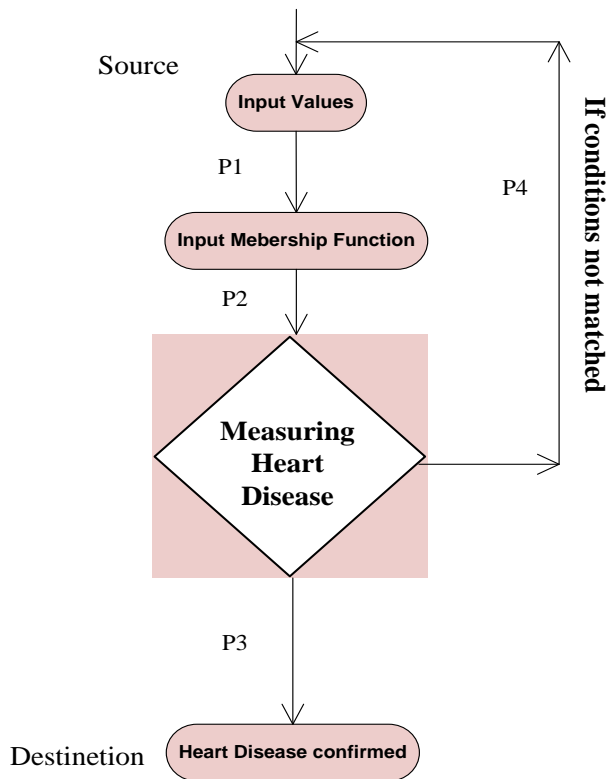 Source
Input Values
P1
P4
If conditions not matched
Input Mebership Function
P2
Measuring
Heart
Disease
P3
Destinetion
Heart Disease confirmed